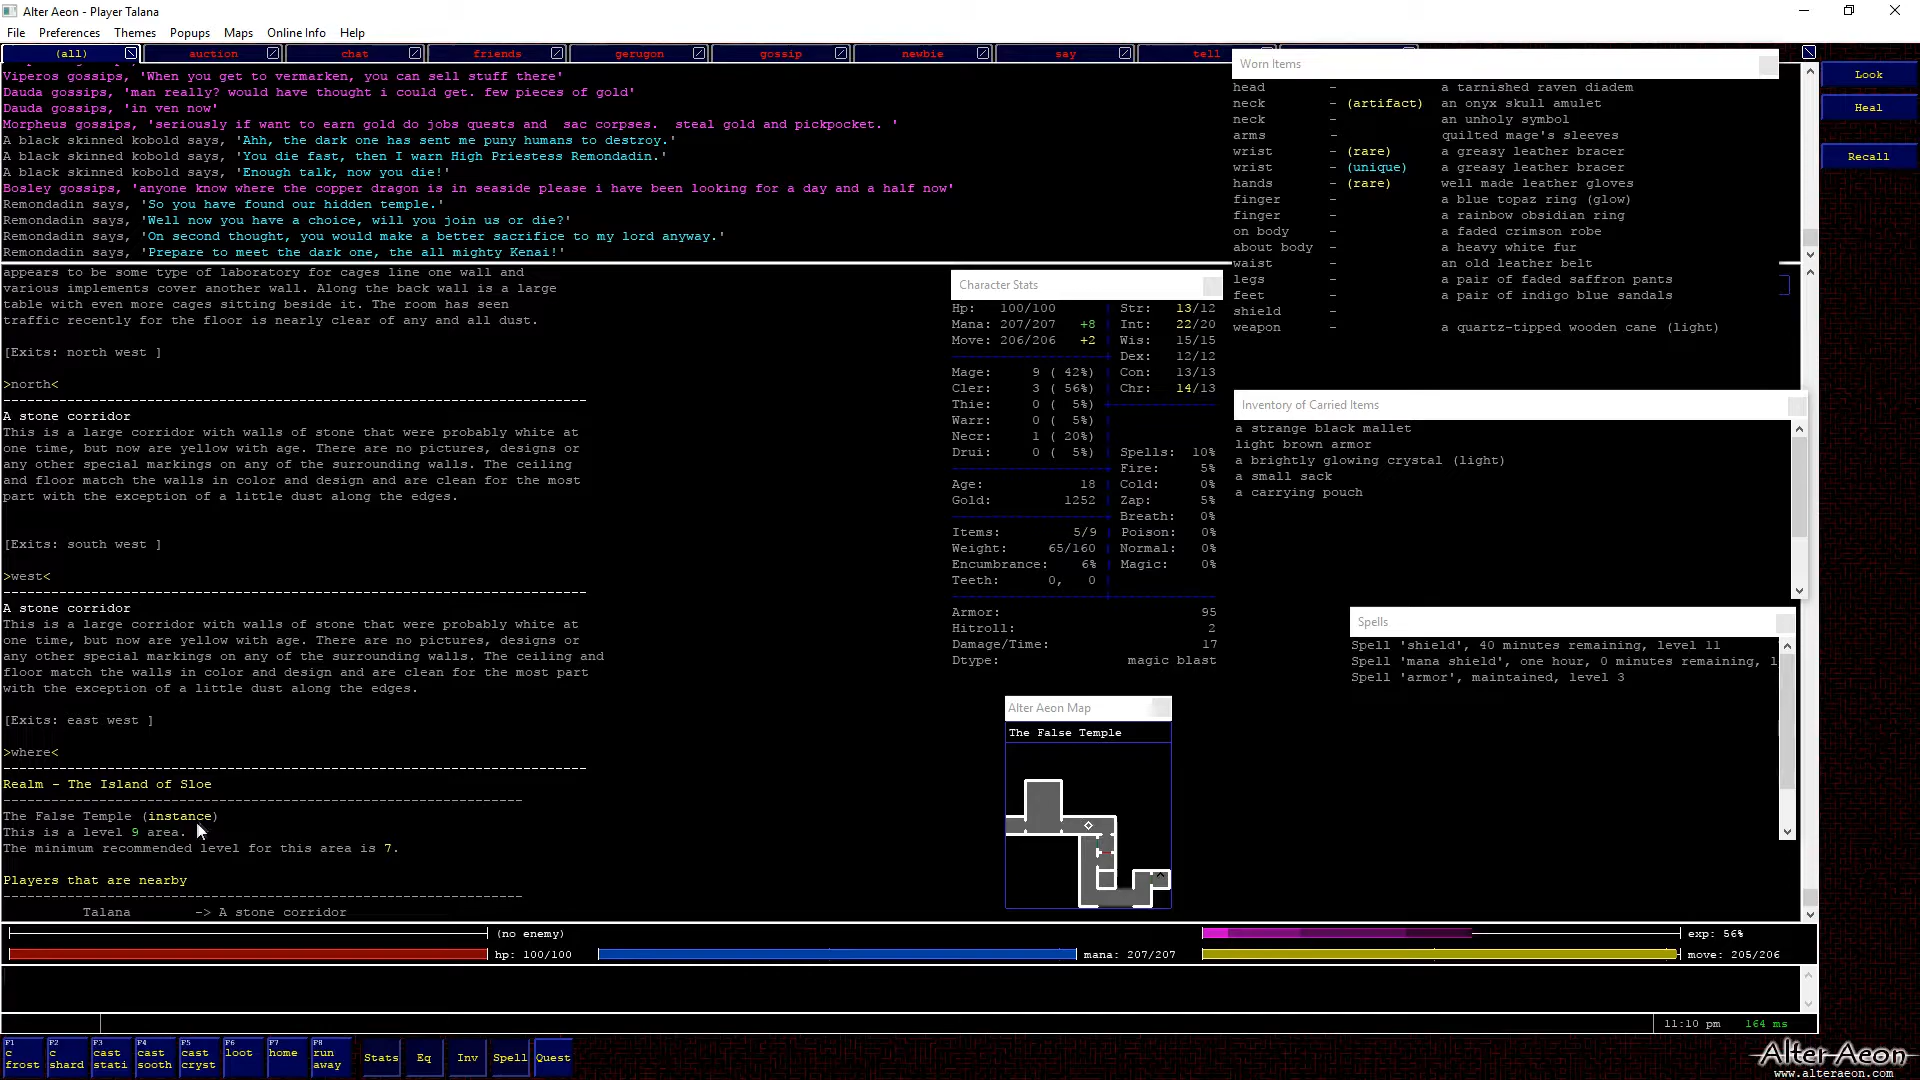 Alter Aeon - Player Talana
File Preferences Themes Popups Maps Online Info Help
(all) auction chat friends gerugon gossip newbie say tell
Viperos gossips, 'When you get to vermarken, you can sell stuff there'
Dauda gossips, 'man really? would have thought i could get. few pieces of gold'
Dauda gossips, 'in ven now'
Morpheus gossips, 'seriously if want to earn gold do jobs quests and  sac corpses.  steal gold and pickpocket. '
A black skinned kobold says, 'Ahh, the dark one has sent me puny humans to destroy.'
A black skinned kobold says, 'You die fast, then I warn High Priestess Remondadin.'
A black skinned kobold says, 'Enough talk, now you die!'
Bosley gossips, 'anyone know where the copper dragon is in seaside please i have been looking for a day and a half now'
Remondadin says, 'So you have found our hidden temple.'
Remondadin says, 'Well now you have a choice, will you join us or die?'
Remondadin says, 'On second thought, you would make a better sacrifice to my lord anyway.'
Remondadin says, 'Prepare to meet the dark one, the all mighty Kenai!'
appears to be some type of laboratory for cages line one wall and
various implements cover another wall. Along the back wall is a large
table with even more cages sitting beside it. The room has seen
traffic recently for the floor is nearly clear of any and all dust.
[Exits: north west ]
>north<
A stone corridor
This is a large corridor with walls of stone that were probably white at
one time, but now are yellow with age. There are no pictures, designs or
any other special markings on any of the surrounding walls. The ceiling
and floor match the walls in color and design and are clean for the most
part with the exception of a little dust along the edges.
[Exits: south west ]
>west<
A stone corridor
This is a large corridor with walls of stone that were probably white at
one time, but now are yellow with age. There are no pictures, designs or
any other special markings on any of the surrounding walls. The ceiling and
floor match the walls in color and design and are clean for the most part
with the exception of a little dust along the edges.
[Exits: east west ]
>where<
Realm - The Island of Sloe
The False Temple (instance)
This is a level 9 area.
The minimum recommended level for this area is 7.
Players that are nearby
Talana -> A stone corridor
Character Stats
Hp: 100/100 Str: 13/12
Mana: 207/207 +8 Int: 22/20
Move: 206/206 +2 Wis: 15/15
Dex: 12/12
Mage: 9 ( 42%) Con: 13/13
Cler: 3 ( 56%) Chr: 14/13
Thie: 0 ( 5%)
Warr: 0 ( 5%)
Necr: 1 ( 20%)
Drui: 0 ( 5%) Spells: 10%
Fire: 5%
Age: 18 Cold: 0%
Gold: 1252 Zap: 5%
Breath: 0%
Items: 5/9 Poison: 0%
Weight: 65/160 Normal: 0%
Encumbrance: 6% Magic: 0%
Teeth: 0, 0
Armor: 95
Hitroll: 2
Damage/Time: 17
Dtype: magic blast
Alter Aeon Map
The False Temple
Worn Items
head - a tarnished raven diadem
neck - (artifact) an onyx skull amulet
neck - an unholy symbol
arms - quilted mage's sleeves
wrist - (rare) a greasy leather bracer
wrist - (unique) a greasy leather bracer
hands - (rare) well made leather gloves
finger - a blue topaz ring (glow)
finger - a rainbow obsidian ring
on body - a faded crimson robe
about body - a heavy white fur
waist - an old leather belt
legs - a pair of faded saffron pants
feet - a pair of indigo blue sandals
shield -
weapon - a quartz-tipped wooden cane (light)
Inventory of Carried Items
a strange black mallet
light brown armor
a brightly glowing crystal (light)
a small sack
a carrying pouch
Spells
Spell 'shield', 40 minutes remaining, level 11
Spell 'mana shield', one hour, 0 minutes remaining, l
Spell 'armor', maintained, level 3
Look
Heal
Recall
(no enemy) exp: 56%
hp: 100/100 mana: 207/207 move: 205/206
11:10 pm 164 ms
F1 c frost
F2 c shard
F3 cast stati
F4 cast sooth
F5 cast cryst
F6 loot
F7 home
F8 run away
Stats Eq Inv Spell Quest
Alter Aeon
www.alteraeon.com